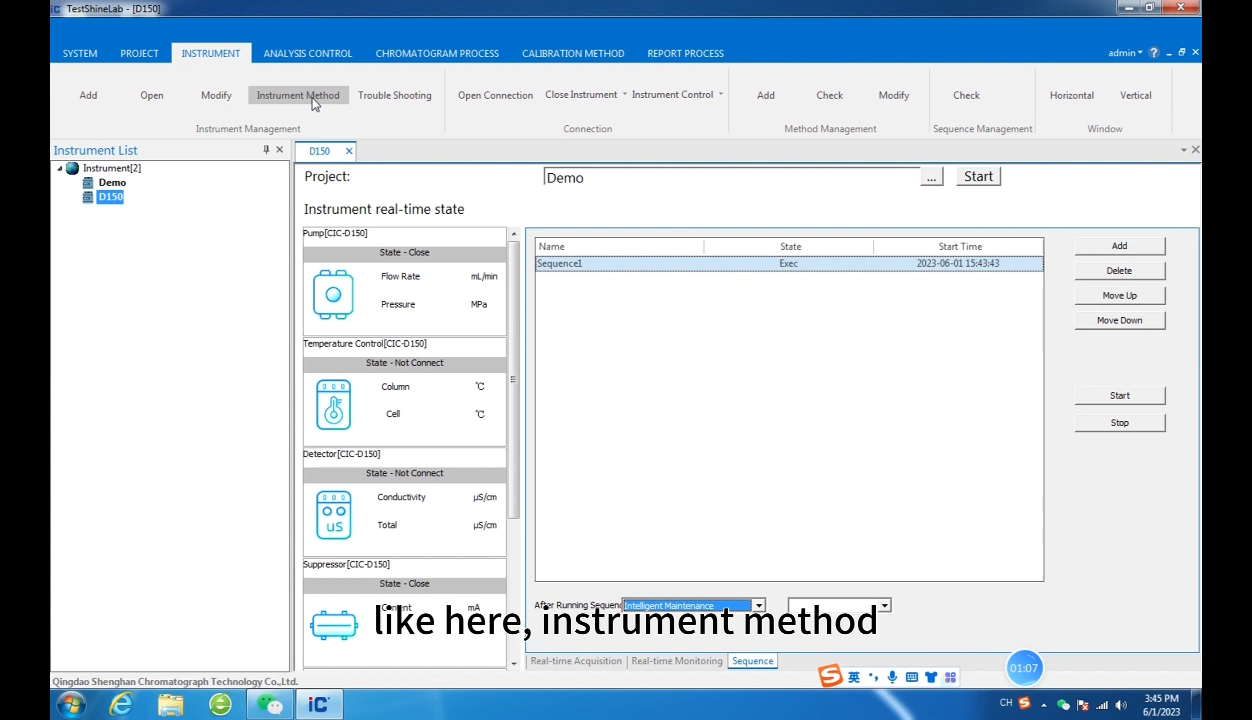 TestShineLab - [D150]
SYSTEM PROJECT INSTRUMENT ANALYSIS CONTROL CHROMATOGRAM PROCESS CALIBRATION METHOD REPORT PROCESS admin
Add Open Modify Instrument Method Trouble Shooting Open Connection Close Instrument Instrument Control Add Check Modify Check Horizontal Vertical
Instrument Management Connection Method Management Sequence Management Window
Instrument List
Instrument[2]
Demo
D150
D150
Project: Demo ... Start
Instrument real-time state
Pump[CIC-D150]
State - Close
Flow Rate mL/min
Pressure MPa
Temperature Control[CIC-D150]
State - Not Connect
Column °C
Cell °C
Detector[CIC-D150]
State - Not Connect
Conductivity µS/cm
us
Total µS/cm
Suppressor[CIC-D150]
State - Close
mA
Name State Start Time
Sequence1 Exec 2023-06-01 15:43:43
Add
Delete
Move Up
Move Down
Start
Stop
After Running Intelligent Maintenance
like here, instrument method
Real-time Acquisition Real-time Monitoring Sequence
英
01:07
Qingdao Shenghan Chromatograph Technology Co.,Ltd.
iC
CH
3:45 PM
6/1/2023